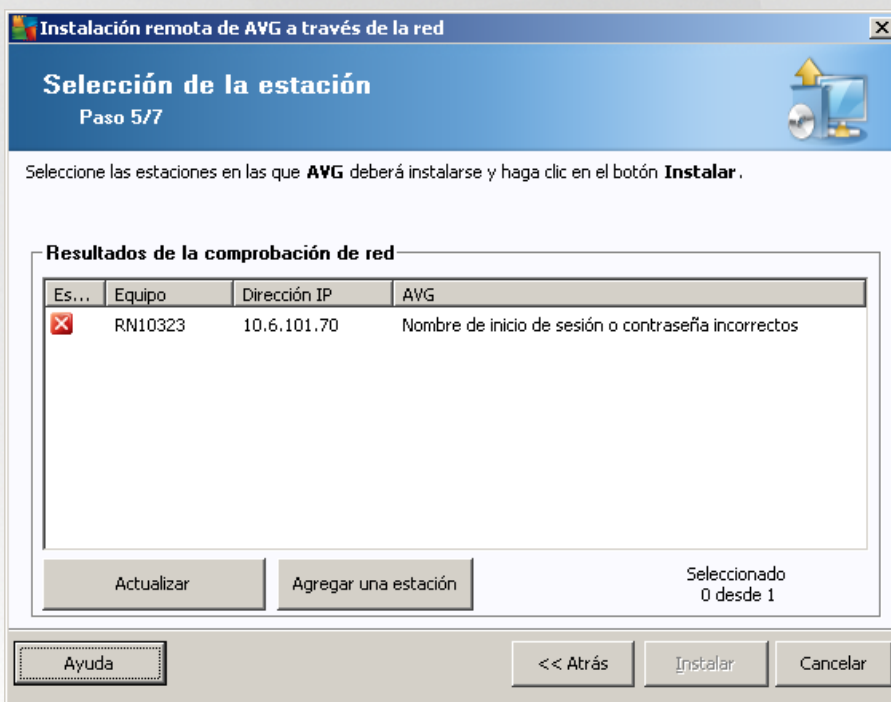 Instalación remota de AVG a través de la red
Selección de la estación
Paso 5/7
Seleccione las estaciones en las que AVG deberá instalarse y haga clic en el botón Instalar.
Resultados de la comprobación de red
Es... Equipo Dirección IP AVG
RN10323 10.6.101.70 Nombre de inicio de sesión o contraseña incorrectos
Actualizar Agregar una estación Seleccionado
0 desde 1
Ayuda << Atrás Instalar Cancelar